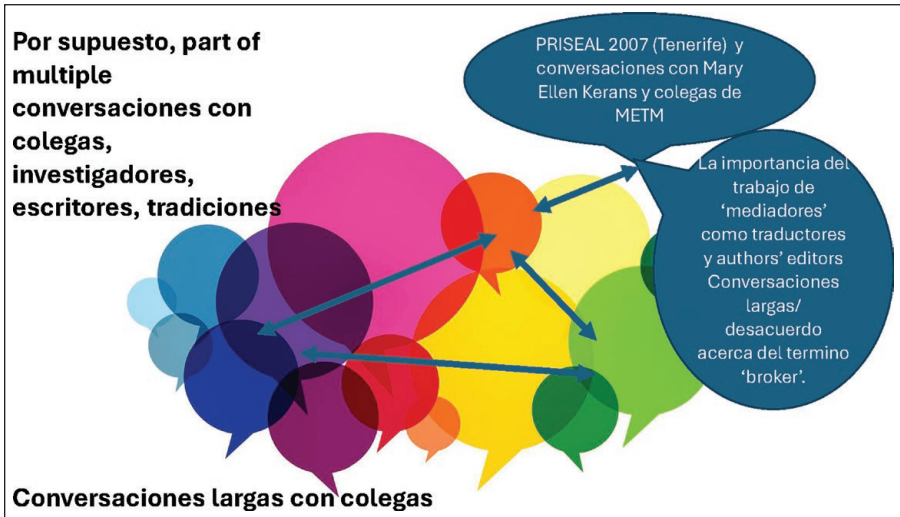 Por supuesto, part of
multiple
conversaciones con
colegas,
investigadores,
escritores, tradiciones
PRISEAL 2007 (Tenerife) y
conversaciones con Mary
Ellen Kerans y colegas de
METM
La importancia del
trabajo de
‘mediadores’
como traductores
y authors’ editors
Conversaciones
largas/
desacuerdo
acerca del termino
‘broker’.
Conversaciones largas con colegas